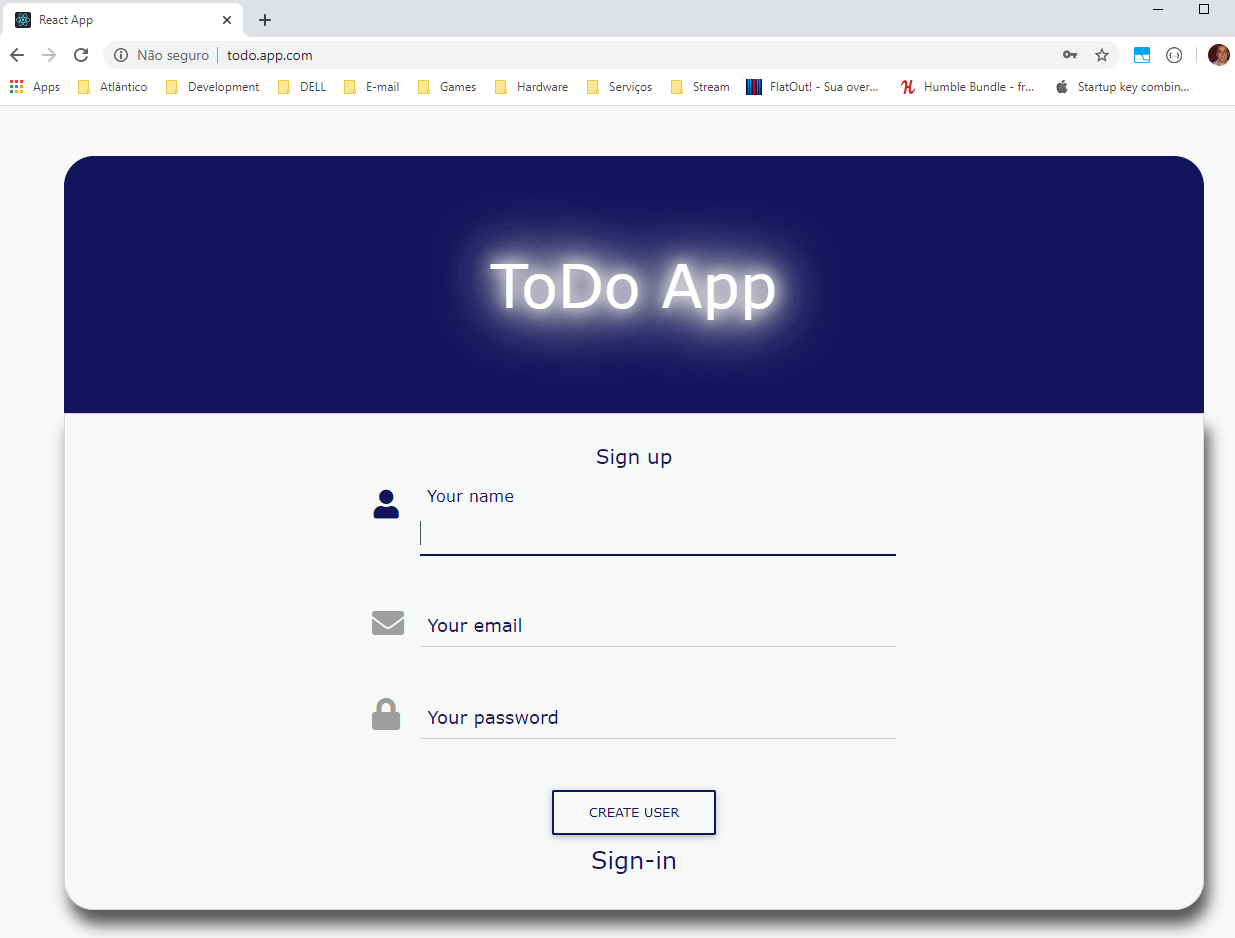 React App
Não seguro todo.app.com
Apps Atlântico Development DELL E-mail Games Hardware Serviços Stream FlatOut! - Sua over... Humble Bundle - fr... Startup key combin...
ToDo App
Sign up
Your name
Your email
Your password
CREATE USER
Sign-in